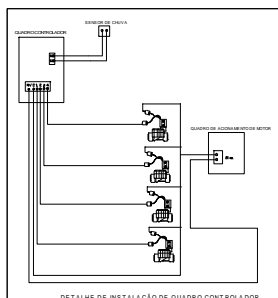 SENSOR DE CHUVA
QUADRO CONTROLADOR
QUADRO DE ACIONAMENTO DE MOTOR
DETALHE DE INSTALAÇÃO DE QUADRO CONTROLADOR